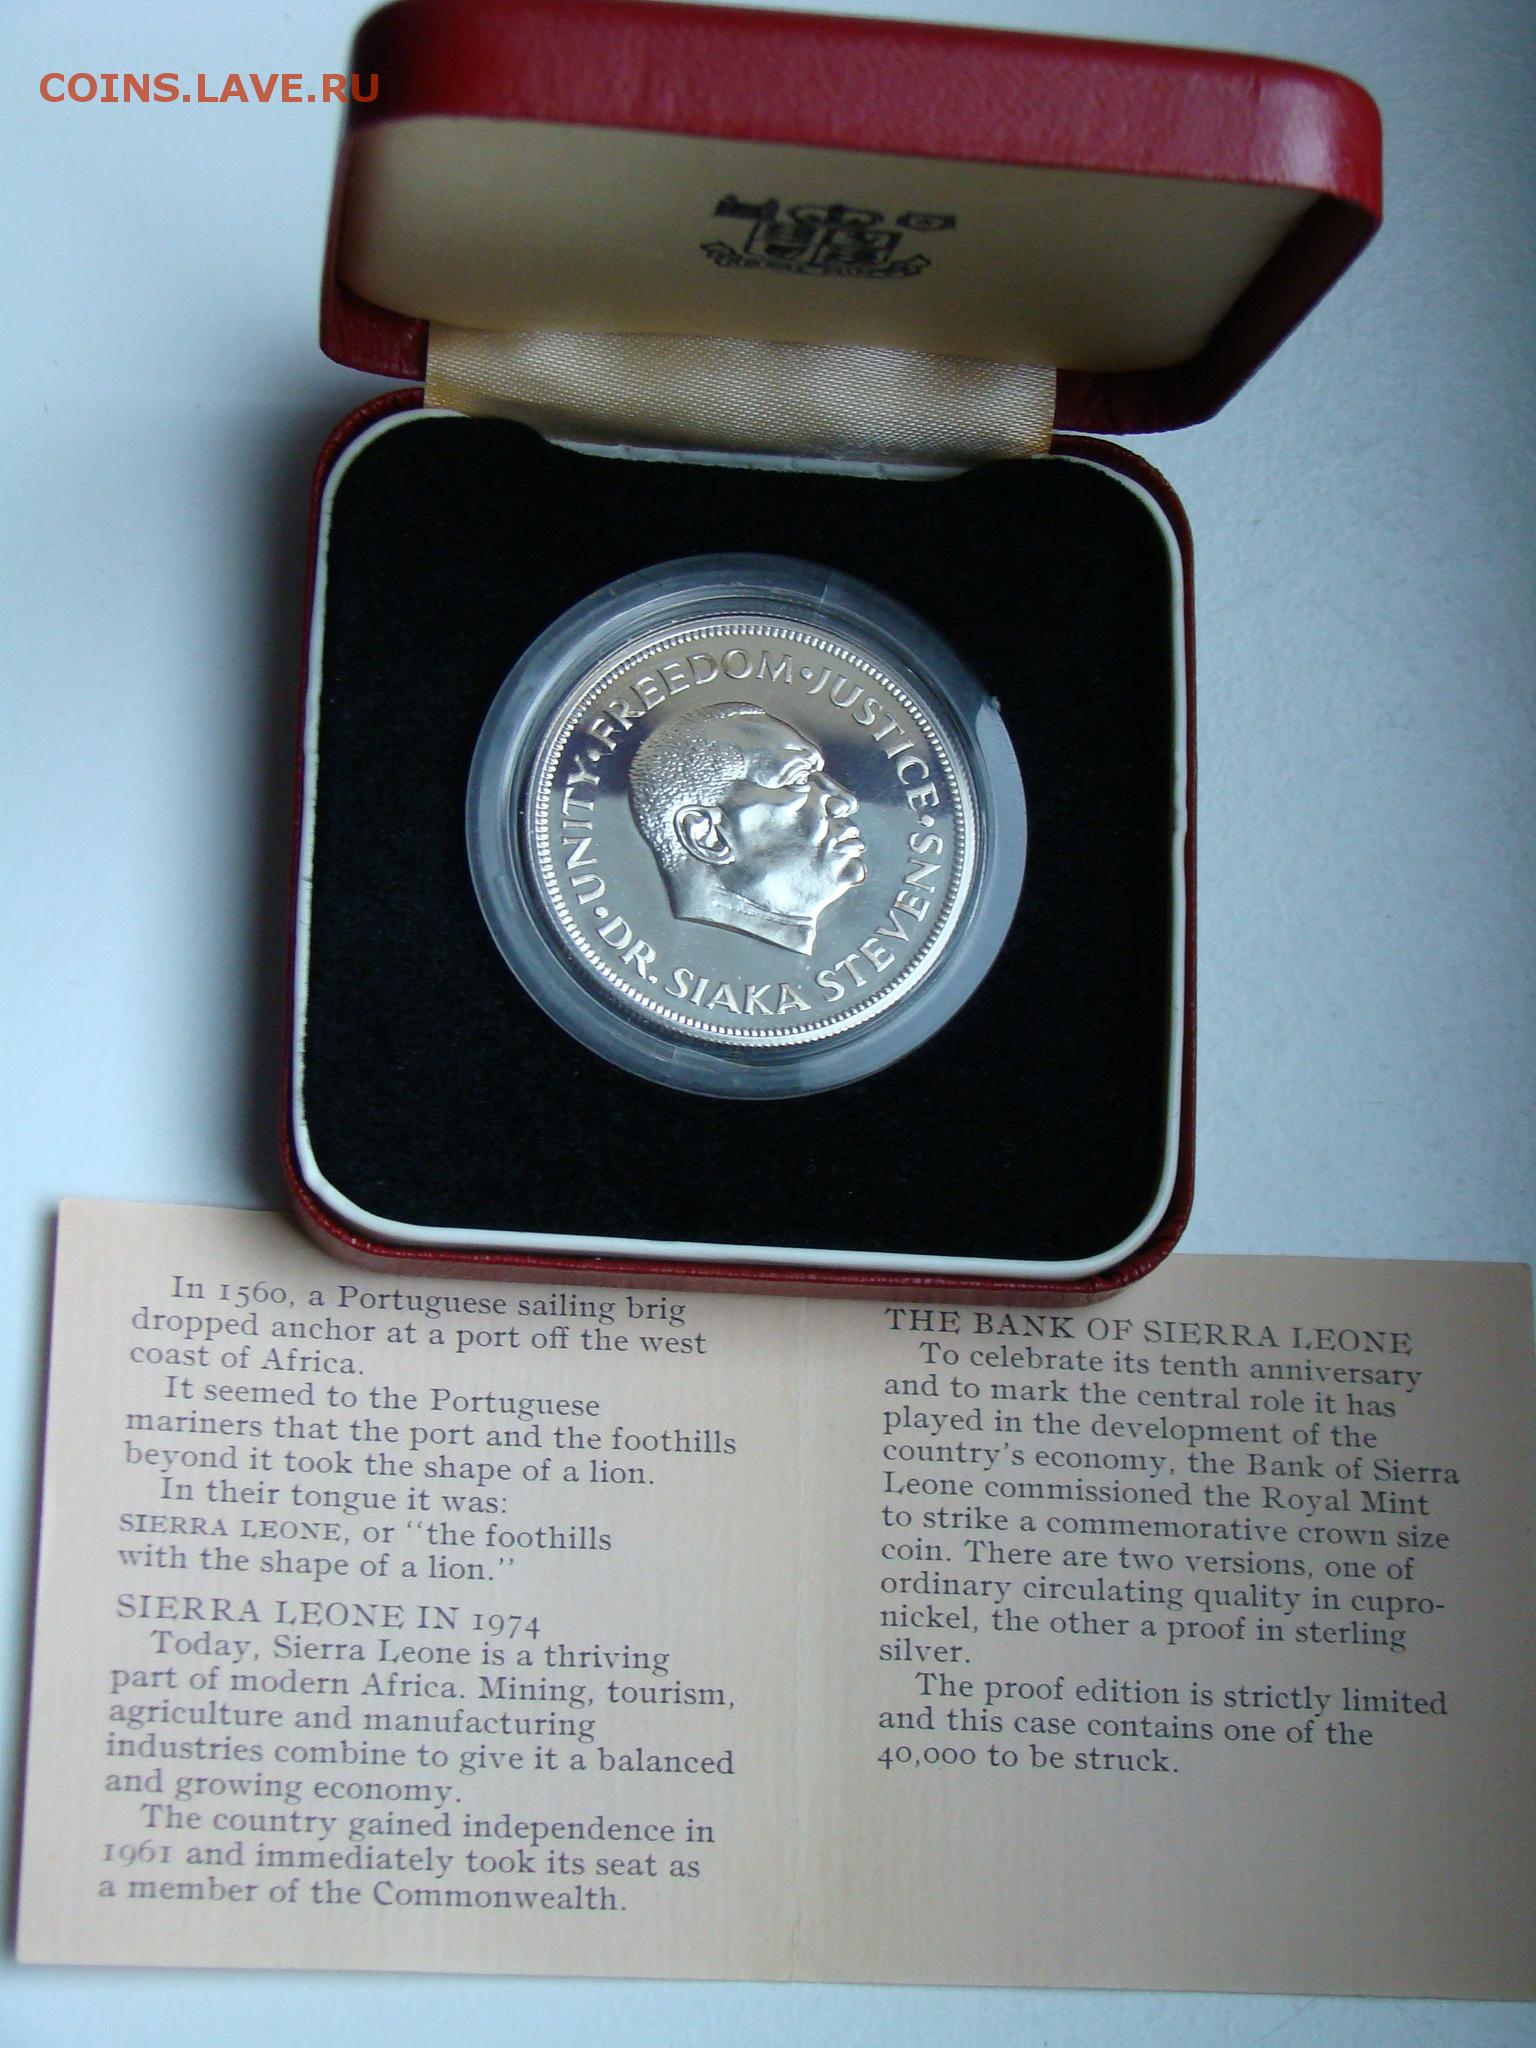 COINS.LAVE.RU
UNITY·FREEDOM·JUSTICE·
DR. SIAKA STEVENS·
In 1560, a Portuguese sailing brig
dropped anchor at a port off the west
coast of Africa.
It seemed to the Portuguese
mariners that the port and the foothills
beyond it took the shape of a lion.
In their tongue it was:
SIERRA LEONE, or "the foothills
with the shape of a lion."
SIERRA LEONE IN 1974
Today, Sierra Leone is a thriving
part of modern Africa. Mining, tourism,
agriculture and manufacturing
industries combine to give it a balanced
and growing economy.
The country gained independence in
1961 and immediately took its seat as
a member of the Commonwealth.
THE BANK OF SIERRA LEONE
To celebrate its tenth anniversary
and to mark the central role it has
played in the development of the
country's economy, the Bank of Sierra
Leone commissioned the Royal Mint
to strike a commemorative crown size
coin. There are two versions, one of
ordinary circulating quality in cupro-
nickel, the other a proof in sterling
silver.
The proof edition is strictly limited
and this case contains one of the
40,000 to be struck.